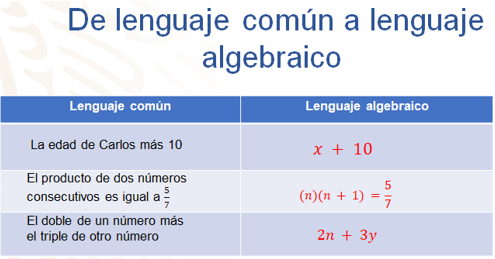 De lenguaje común a lenguaje
algebraico
Lenguaje común Lenguaje algebraico
La edad de Carlos más 10 x + 10
El producto de dos números
consecutivos es igual a 5/7 (n)(n + 1) = 5/7
El doble de un número más
el triple de otro número 2n + 3y